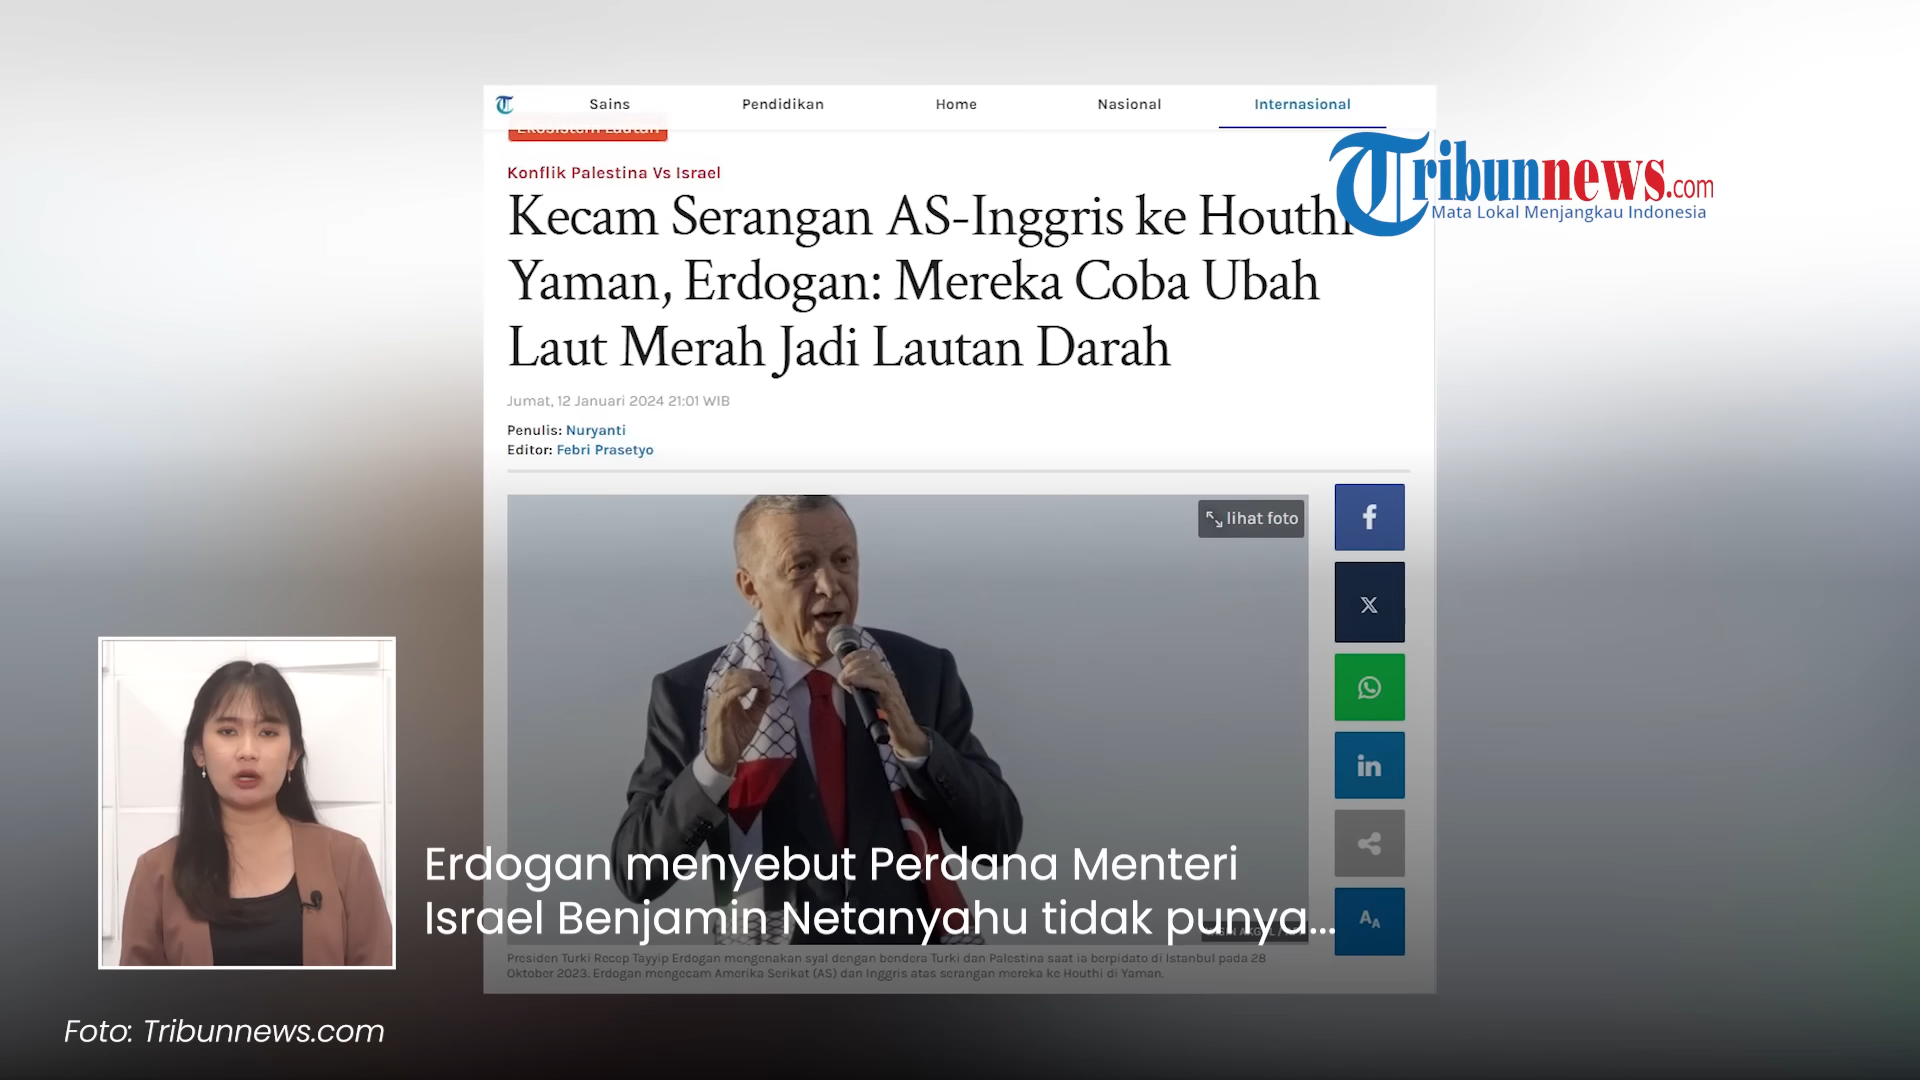 Sains Pendidikan Home Nasional Internasional
Ekosistem Lautan
Konflik Palestina Vs Israel
Tribunnews.com
Mata Lokal Menjangkau Indonesia
Kecam Serangan AS-Inggris ke Houthi
Yaman, Erdogan: Mereka Coba Ubah
Laut Merah Jadi Lautan Darah
Jumat, 12 Januari 2024 21:01 WIB
Penulis: Nuryanti
Editor: Febri Prasetyo
lihat foto
Erdogan menyebut Perdana Menteri
Israel Benjamin Netanyahu tidak punya...
Presiden Turki Recep Tayyip Erdogan mengenakan syal dengan bendera Turki dan Palestina saat ia berpidato di Istanbul pada 28
Oktober 2023. Erdogan mengecam Amerika Serikat (AS) dan Inggris atas serangan mereka ke Houthi di Yaman.
Foto: Tribunnews.com